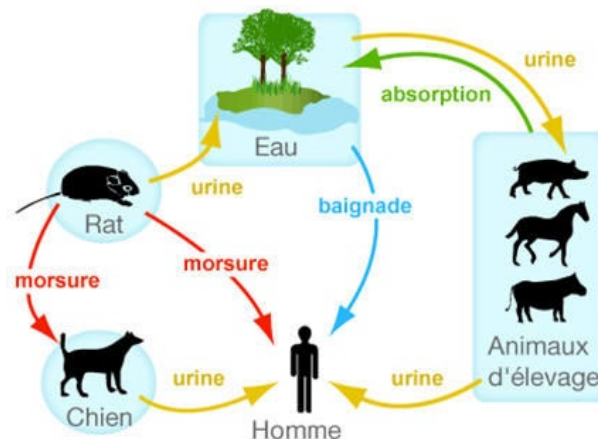 urine
absorption
Eau
urine
baignade
Rat
morsure
morsure
Animaux
d'élevage
urine
urine
Chien
Homme